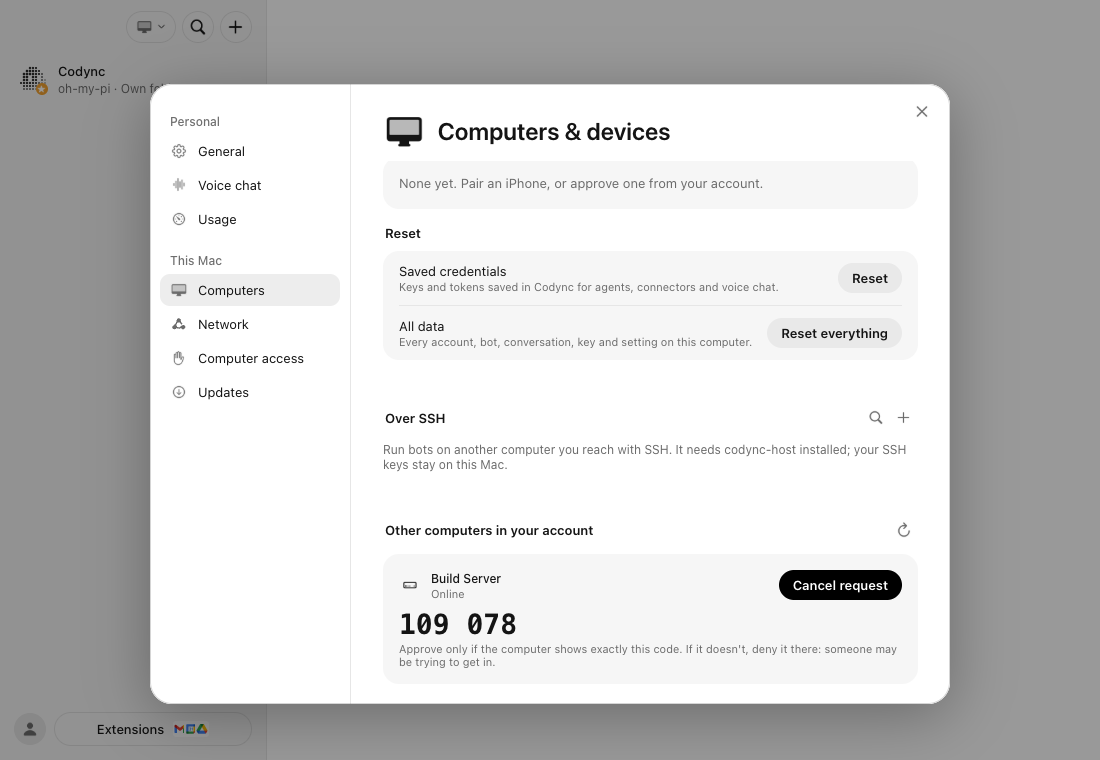 Codync
oh-my-pi · Own
Personal
General
Voice chat
Usage
This Mac
Computers
Network
Computer access
Updates
Computers & devices
None yet. Pair an iPhone, or approve one from your account.
Reset
Saved credentials
Keys and tokens saved in Codync for agents, connectors and voice chat.
Reset
All data
Every account, bot, conversation, key and setting on this computer.
Reset everything
Over SSH
Run bots on another computer you reach with SSH. It needs codync-host installed; your SSH
keys stay on this Mac.
Other computers in your account
Build Server
Online
Cancel request
109 078
Approve only if the computer shows exactly this code. If it doesn't, deny it there: someone may
be trying to get in.
Extensions